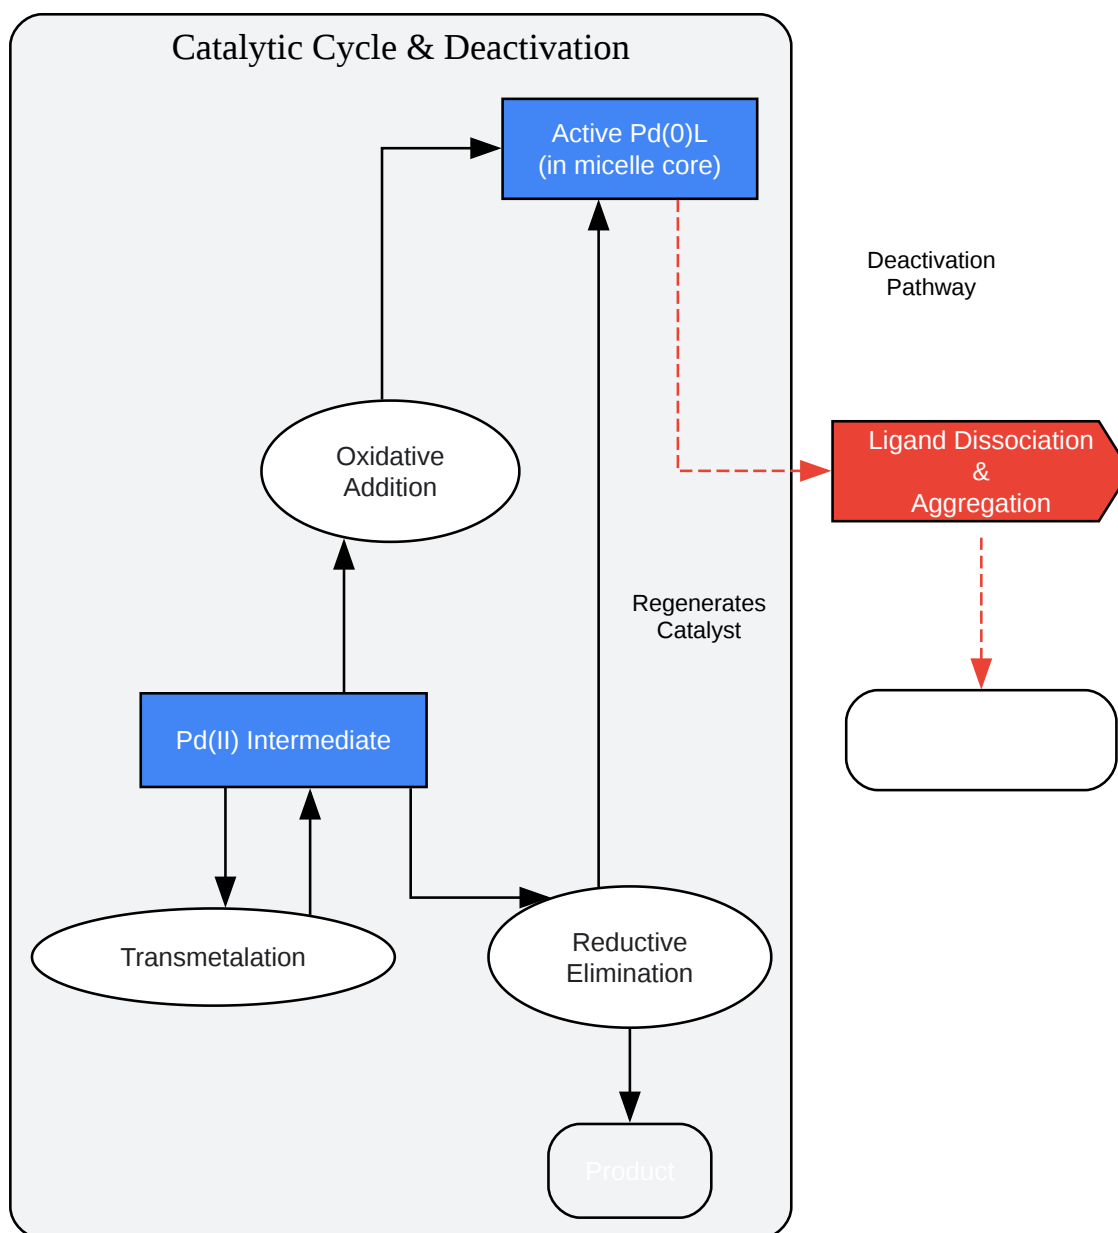 Catalytic Cycle & Deactivation
Active Pd(0)L
(in micelle core)
Deactivation
Pathway
Ligand Dissociation
&
Aggregation
Oxidative
Addition
Regenerates
Catalyst
Pd(II) Intermediate
Transmetalation
Reductive
Elimination
Product